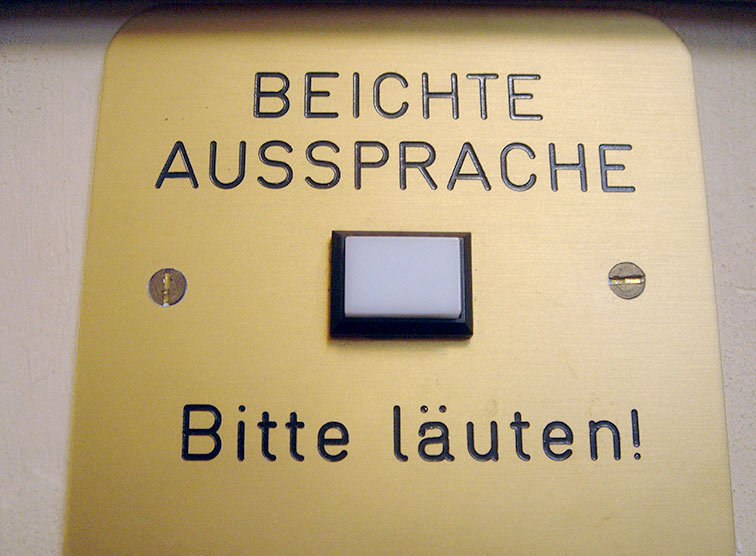 BEICHTE
AUSSPRACHE
Bitte läuten!